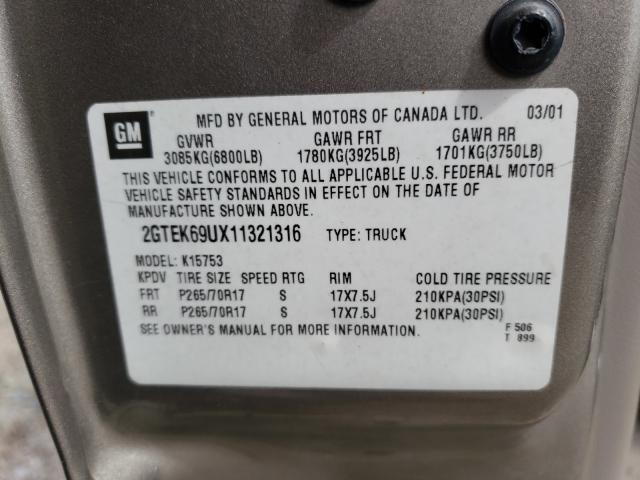 GM
MFD BY GENERAL MOTORS OF CANADA LTD. 03/01
GVWR GAWR FRT GAWR RR
3085KG(6800LB) 1780KG(3925LB) 1701KG(3750LB)
THIS VEHICLE CONFORMS TO ALL APPLICABLE U.S. FEDERAL MOTOR
VEHICLE SAFETY STANDARDS IN EFFECT ON THE DATE OF
MANUFACTURE SHOWN ABOVE.
2GTEK69UX11321316 TYPE: TRUCK
MODEL: K15753
KPDV TIRE SIZE SPEED RTG RIM COLD TIRE PRESSURE
FRT P265/70R17 S 17X7.5J 210KPA(30PSI)
RR P265/70R17 S 17X7.5J 210KPA(30PSI)
SEE OWNER'S MANUAL FOR MORE INFORMATION.
F 506
T 899